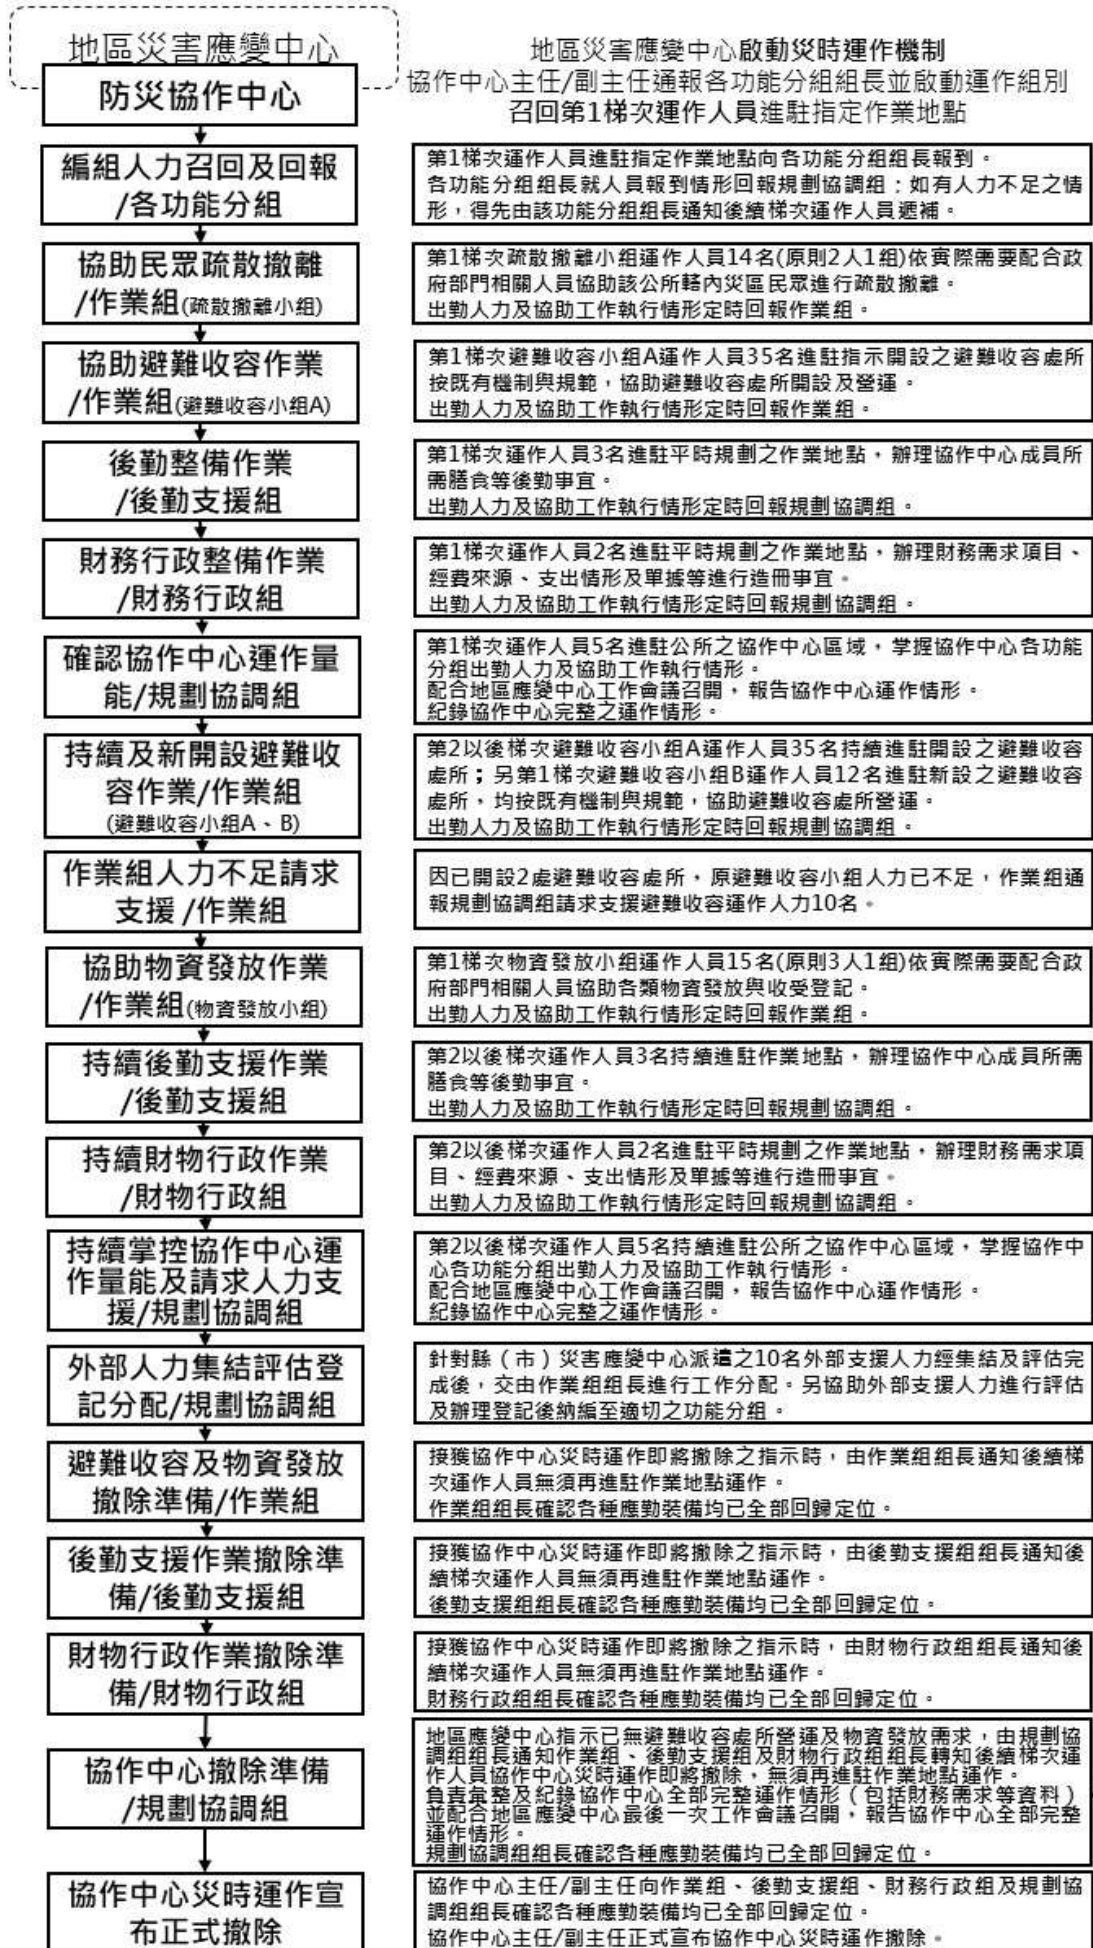 地區災害應變中心
防災協作中心
地區災害應變中心啟動災時運作機制
協作中心主任/副主任通報各功能分組組長並啟動運作組別
召回第1梯次運作人員進駐指定作業地點
編組人力召回及回報
/各功能分組
第1梯次運作人員進駐指定作業地點向各功能分組組長報到。
各功能分組組長就人員報到情形回報規劃協調組；如有人力不足之情
形，得先由該功能分組組長通知後續梯次運作人員遞補。
協助民眾疏散撤離
/作業組(疏散撤離小組)
第1梯次疏散撤離小組運作人員14名(原則2人1組)依實際需要配合政
府部門相關人員協助該公所轄內災區民眾進行疏散撤離。
出勤人力及協助工作執行情形定時回報作業組。
協助避難收容作業
/作業組(避難收容小組A)
第1梯次避難收容小組A運作人員35名進駐指示開設之避難收容處所
按既有機制與規範，協助避難收容處所開設及營運。
出勤人力及協助工作執行情形定時回報作業組。
後勤整備作業
/後勤支援組
第1梯次運作人員3名進駐平時規劃之作業地點，辦理協作中心成員所
需膳食等後勤事宜。
出勤人力及協助工作執行情形定時回報規劃協調組。
財務行政整備作業
/財務行政組
第1梯次運作人員2名進駐平時規劃之作業地點，辦理財務需求項目、
經費來源、支出情形及單據等進行造冊事宜。
出勤人力及協助工作執行情形定時回報規劃協調組。
確認協作中心運作量
能/規劃協調組
第1梯次運作人員5名進駐公所之協作中心區域，掌握協作中心各功能
分組出勤人力及協助工作執行情形。
配合地區應變中心工作會議召開，報告協作中心運作情形。
紀錄協作中心完整之運作情形。
持續及新開設避難收
容作業/作業組
(避難收容小組A、B)
第2以後梯次避難收容小組A運作人員35名持續進駐開設之避難收容
處所；另第1梯次避難收容小組B運作人員12名進駐新設之避難收容
處所，均按既有機制與規範，協助避難收容處所營運。
出勤人力及協助工作執行情形定時回報規劃協調組。
作業組人力不足請求
支援 /作業組
因已開設2處避難收容處所，原避難收容小組人力已不足，作業組通
報規劃協調組請求支援避難收容運作人力10名。
協助物資發放作業
/作業組(物資發放小組)
第1梯次物資發放小組運作人員15名(原則3人1組)依實際需要配合政
府部門相關人員協助各類物資發放與收受登記。
出勤人力及協助工作執行情形定時回報作業組。
持續後勤支援作業
/後勤支援組
第2以後梯次運作人員3名持續進駐作業地點，辦理協作中心成員所需
膳食等後勤事宜。
出勤人力及協助工作執行情形定時回報規劃協調組。
持續財物行政作業
/財物行政組
第2以後梯次運作人員2名進駐平時規劃之作業地點，辦理財務需求項
目、經費來源、支出情形及單據等進行造冊事宜。
出勤人力及協助工作執行情形定時回報規劃協調組。
持續掌控協作中心運
作量能及請求人力支
援/規劃協調組
第2以後梯次運作人員5名持續進駐公所之協作中心區域，掌握協作中
心各功能分組出勤人力及協助工作執行情形。
配合地區應變中心工作會議召開，報告協作中心運作情形。
紀錄協作中心完整之運作情形。
外部人力集結評估登
記分配/規劃協調組
針對縣（市）災害應變中心派遣之10名外部支援人力經集結及評估完
成後，交由作業組組長進行工作分配。另協助外部支援人力進行評估
及辦理登記後納編至適切之功能分組。
避難收容及物資發放
撤除準備/作業組
接獲協作中心災時運作即將撤除之指示時，由作業組組長通知後續梯
次運作人員無須再進駐作業地點運作。
作業組組長確認各種應勤裝備均已全部回歸定位。
後勤支援作業撤除準
備/後勤支援組
接獲協作中心災時運作即將撤除之指示時，由後勤支援組組長通知後
續梯次運作人員無須再進駐作業地點運作。
後勤支援組組長確認各種應勤裝備均已全部回歸定位。
財物行政作業撤除準
備/財物行政組
接獲協作中心災時運作即將撤除之指示時，由財物行政組組長通知後
續梯次運作人員無須再進駐作業地點運作。
財務行政組組長確認各種應勤裝備均已全部回歸定位。
協作中心撤除準備
/規劃協調組
地區應變中心指示已無避難收容處所營運及物資發放需求，由規劃協
調組組長通知作業組、後勤支援組及財物行政組組長轉知後續梯次運
作人員協作中心災時運作即將撤除，無須再進駐作業地點運作。
負責彙整及紀錄協作中心全部完整運作情形（包括財務需求等資料）。
並配合地區應變中心最後一次工作會議召開，報告協作中心全部完整
運作情形。
規劃協調組組長確認各種應勤裝備均已全部回歸定位。
協作中心災時運作宣
布正式撤除
協作中心主任/副主任向作業組、後勤支援組、財務行政組及規劃協
調組組長確認各種應勤裝備均已全部回歸定位。
協作中心主任/副主任正式宣布協作中心災時運作撤除。